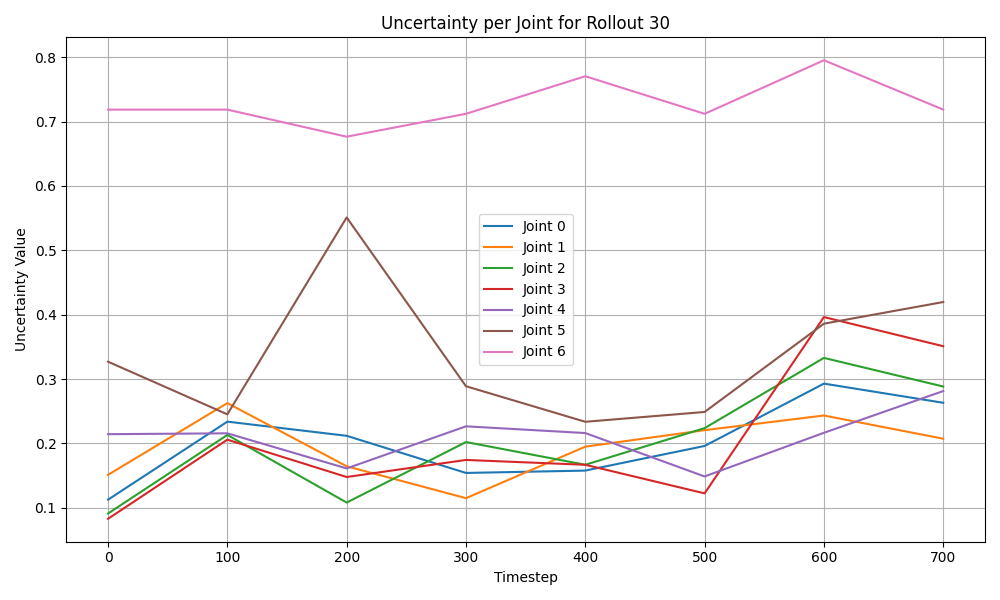 Uncertainty per Joint for Rollout 30
Uncertainty Value
0.8
0.7
0.6
0.5
0.4
0.3
0.2
0.1
Joint 0
Joint 1
Joint 2
Joint 3
Joint 4
Joint 5
Joint 6
0 100 200 300 400 500 600 700
Timestep